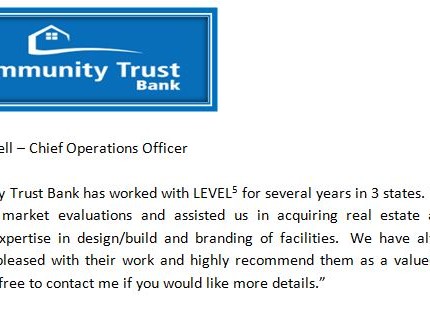 mmunity Trust
Bank
ell – Chief Operations Officer
y Trust Bank has worked with LEVEL⁵ for several years in 3 states.
market evaluations and assisted us in acquiring real estate a
xpertise in design/build and branding of facilities. We have al
pleased with their work and highly recommend them as a value
free to contact me if you would like more details.”